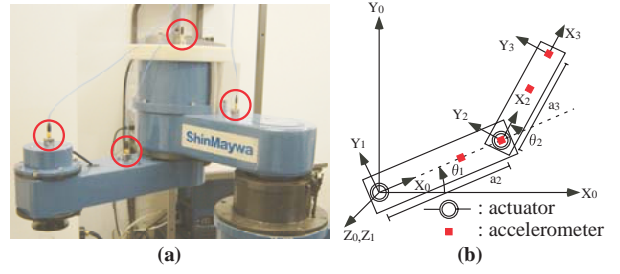 ShinMaywa
(a)
Y₀
Y₃
X₃
Y₂
X₂
a₃
θ₂
Y₁
θ₁
X₀
a₂
X₀
Z₀,Z₁
: actuator
: accelerometer
(b)